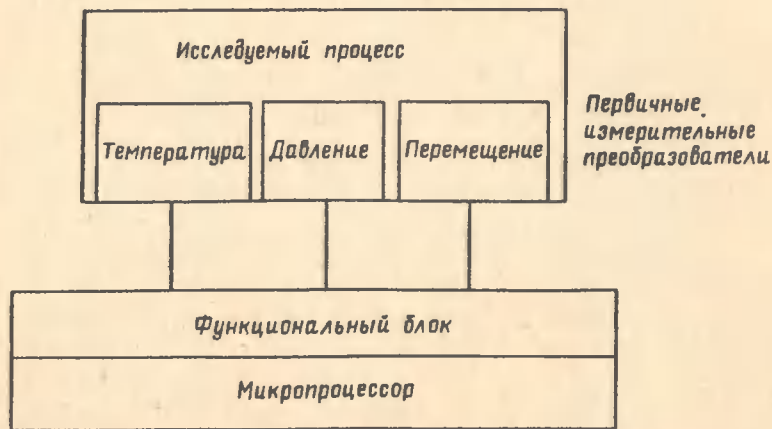 Исследуемый процесс
Температура
Давление
Перемещение
Первичные
измерительные
преобразователи
Функциональный блок
Микропроцессор